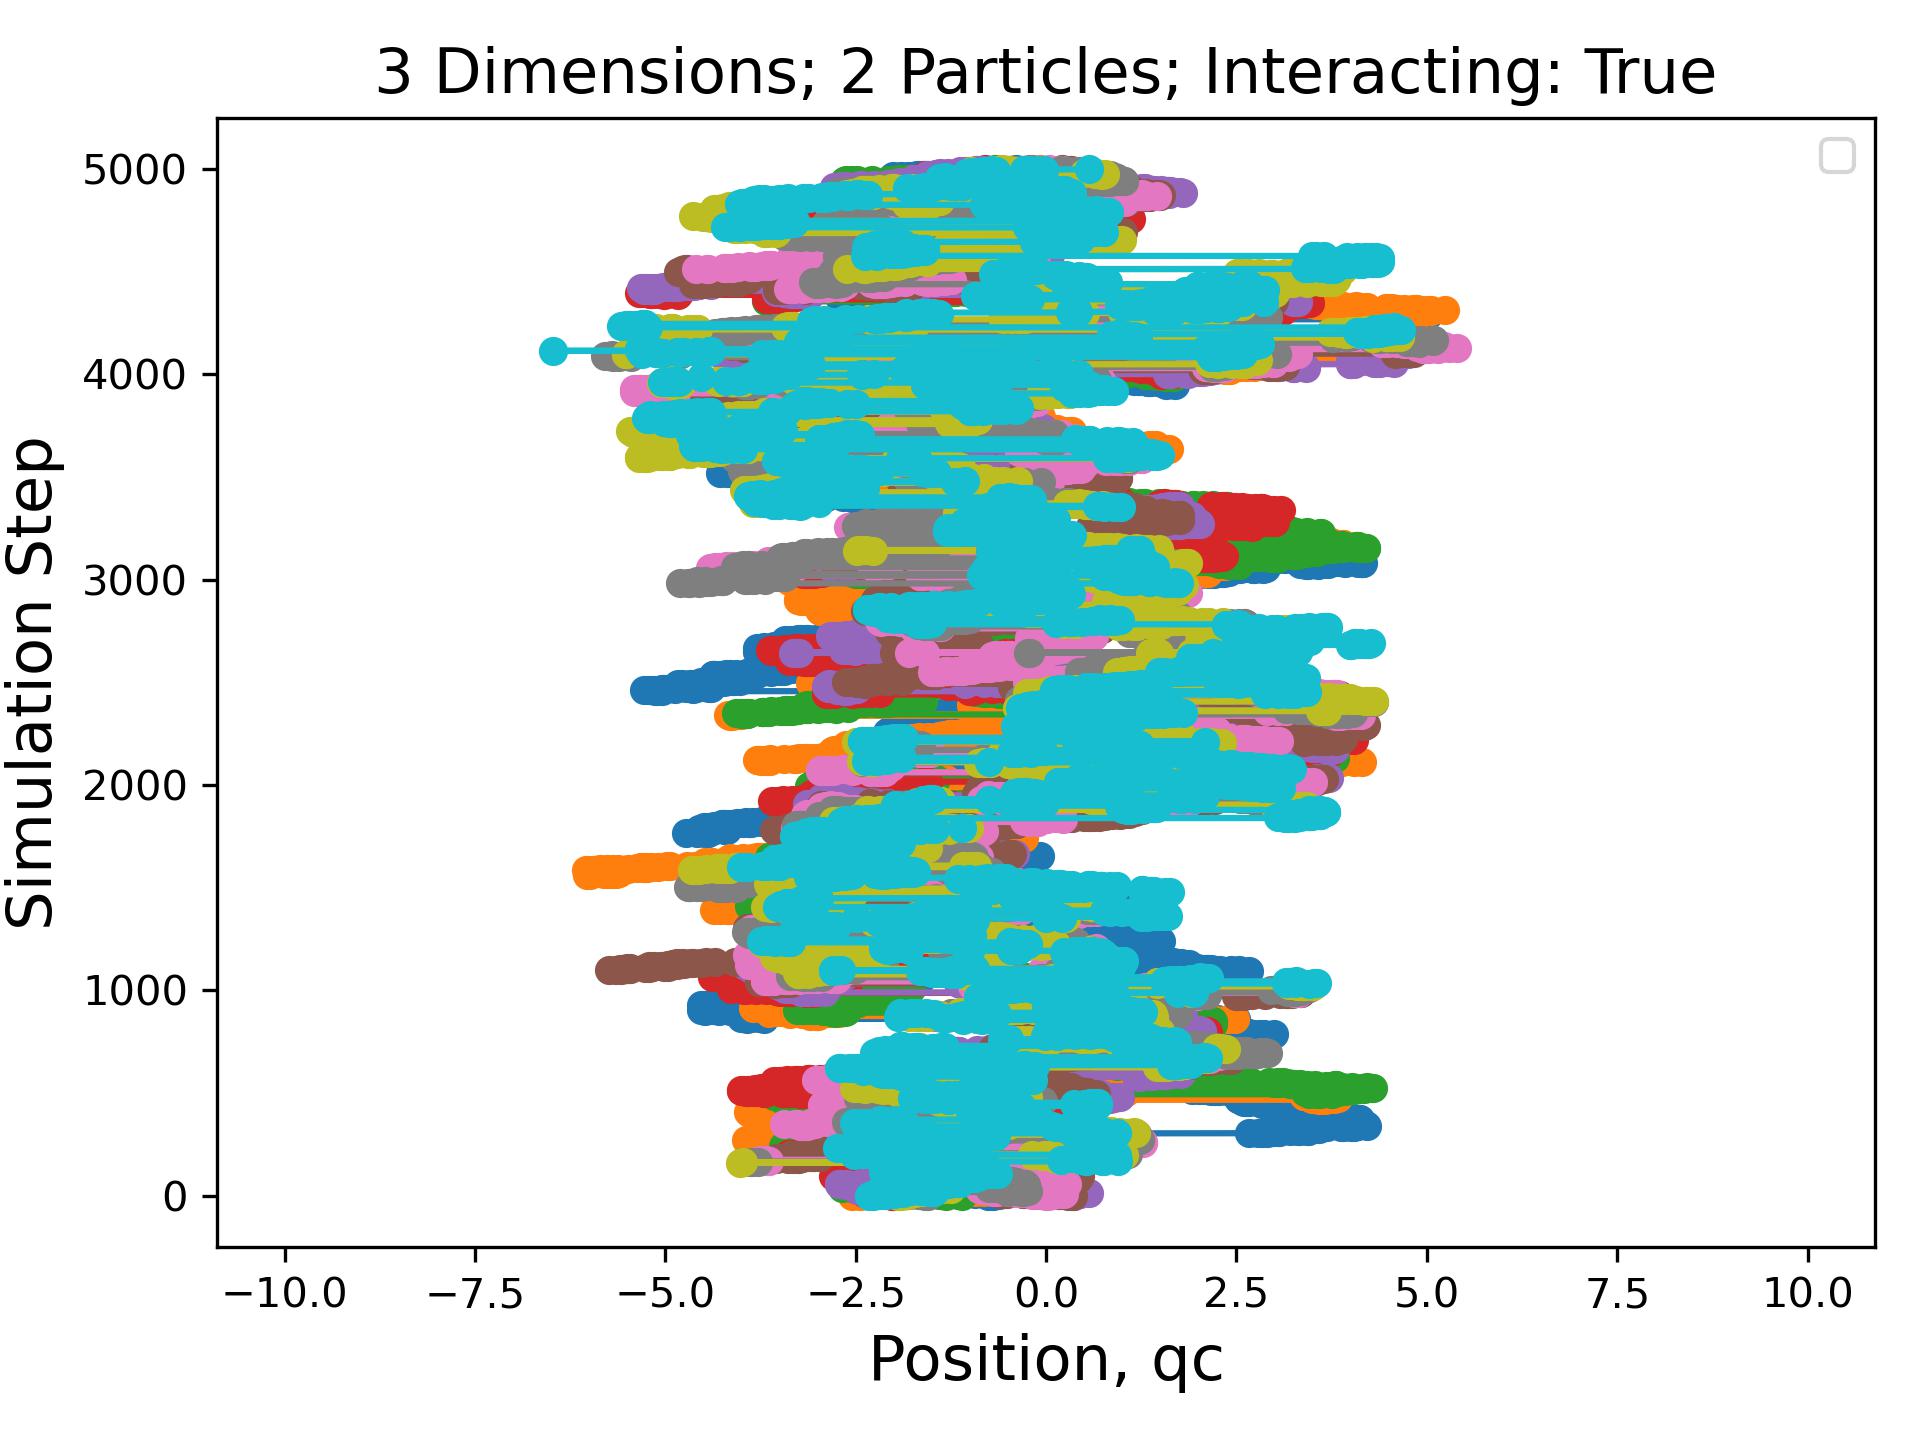 3 Dimensions; 2 Particles; Interacting: True
5000
4000
3000
2000
1000
0
Simulation Step
−10.0 −7.5 −5.0 −2.5 0.0 2.5 5.0 7.5 10.0
Position, qc